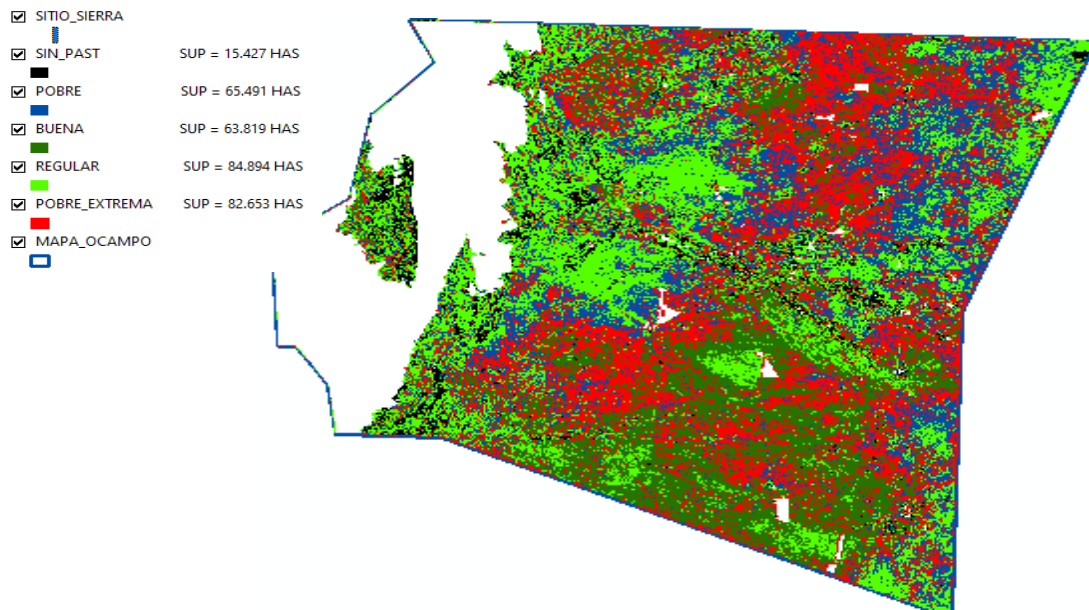 SITIO_SIERRA
SIN_PAST SUP = 15.427 HAS
POBRE SUP = 65.491 HAS
BUENA SUP = 63.819 HAS
REGULAR SUP = 84.894 HAS
POBRE_EXTREMA SUP = 82.653 HAS
MAPA_OCAMPO